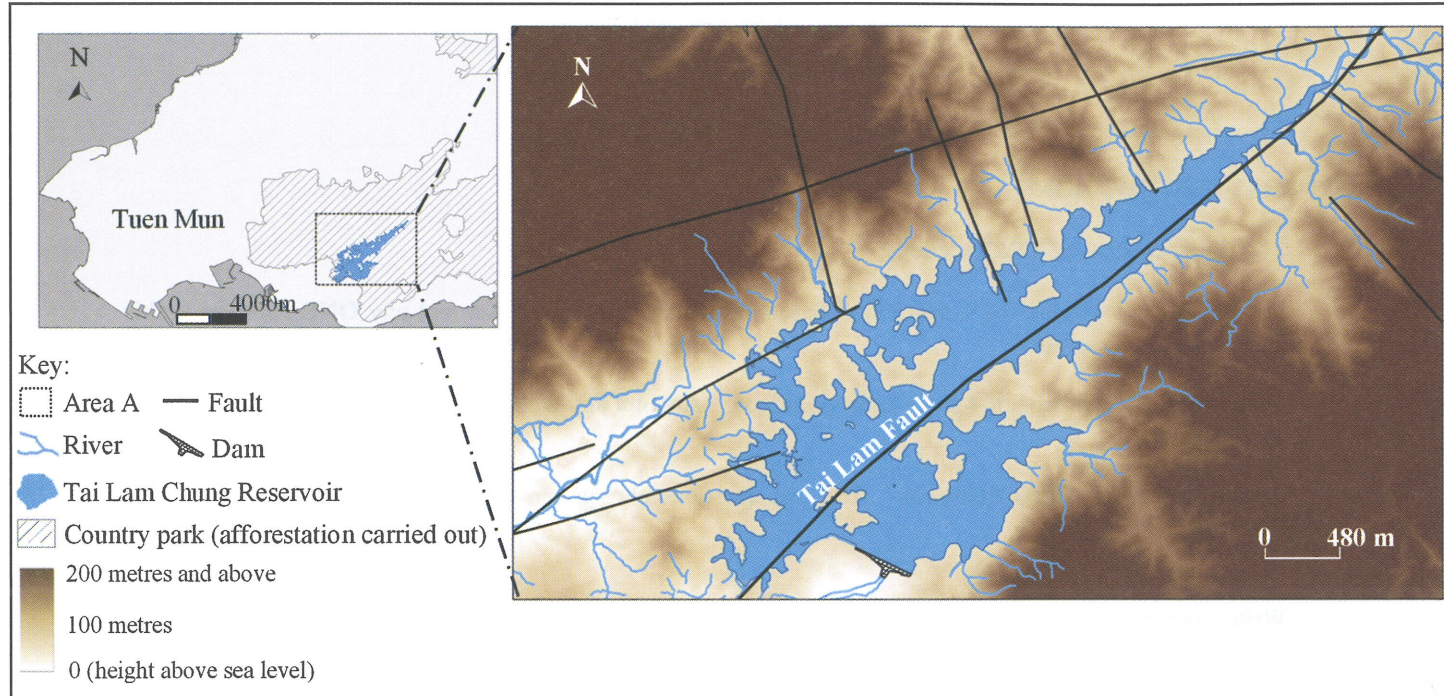 N
Tuen Mun
0 4000m
Key:
Area A
Fault
River
Dam
Tai Lam Chung Reservoir
Country park (afforestation carried out)
200 metres and above
100 metres
0 (height above sea level)
N
Tai Lam Fault
0 480 m